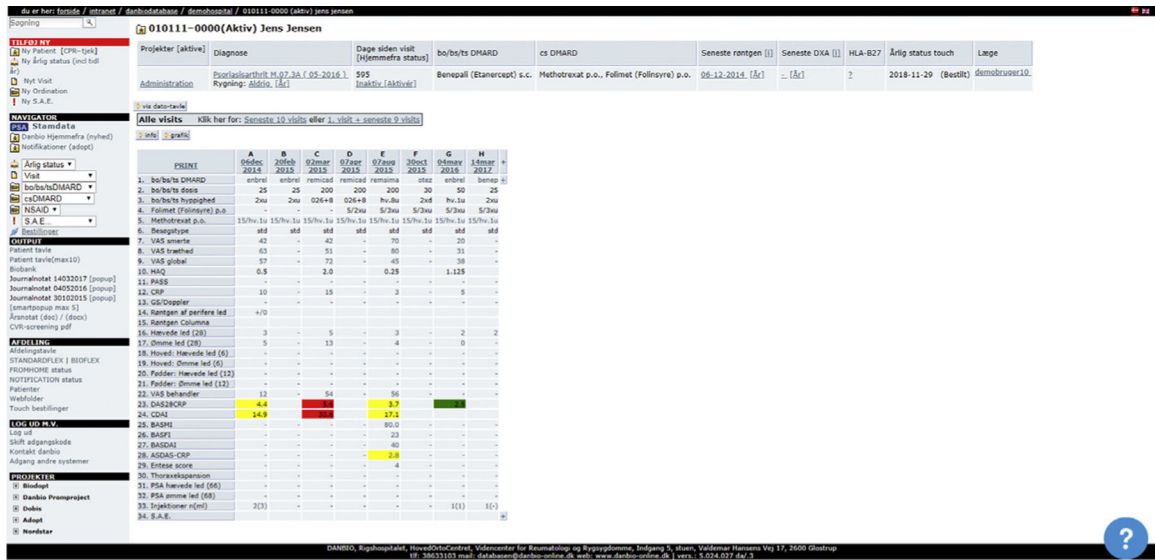 du er her: forside / intranet / danbiodatabase / demohospital / 010111-0000 (aktiv) jens jensen
Søgning
010111-0000(Aktiv) Jens Jensen
TILFØJ NY
Ny Patient [CPR-tjek]
Ny Årlig status (incl tidl år)
Nyt Visit
Ny Ordination
Ny S.A.E.
NAVIGATOR
PSA Stamdata
Danbio Hjemmefra (nyhed)
Notifikationer (adopt)
Årlig status
Visit
bo/bs/tsDMARD
csDMARD
NSAID
S.A.E.
Bestillinger
OUTPUT
Patient tavle
Patient tavle(max10)
Biobank
Journalnotat 14032017 [popup]
Journalnotat 04052016 [popup]
Journalnotat 30102015 [popup]
[smartpopup max 5]
Årsnotat (doc) / (docx)
CVR-screening pdf
AFDELING
Afdelingstavle
STANDARDFLEX | BIOFLEX
FROMHOME status
NOTIFICATION status
Patienter
Webfolder
Touch bestillinger
LOG UD M.V.
Log ud
Skift adgangskode
Kontakt danbio
Adgang andre systemer
PROJEKTER
Biodopt
Danbio Promproject
Dobis
Adopt
Nordstar
Projekter [aktive] Diagnose Dage siden visit [Hjemmefra status] bo/bs/ts DMARD cs DMARD Seneste røntgen [i] Seneste DXA [i] HLA-B27 Årlig status touch Læge
Administration Psoriasisarthrit M.07.3A ( 05-2016 ) 595 Benepali (Etanercept) s.c. Methotrexat p.o., Folimet (Folinsyre) p.o. 06-12-2014 [År] - [År] ? 2018-11-29 (Bestilt) demobruger10
Rygning: Aldrig [År] Inaktiv [Aktivér]
vis dato-tavle
Alle visits Klik her for: Seneste 10 visits eller 1. visit + seneste 9 visits
info grafik
A B C D E F G H
PRINT 06dec 2014 20feb 2015 02mar 2015 07apr 2015 07aug 2015 30oct 2015 04may 2016 14mar 2017 +
1. bo/bs/ts DMARD enbrel enbrel remicad remicad remsima otez enbrel benep +
2. bo/bs/ts dosis 25 25 200 200 200 30 50 25
3. bo/bs/ts hyppighed 2xu 2xu 026+8 026+8 hv.8u 2xd hv.1u 2xu
4. Folimet (Folinsyre) p.o - - - 5/2xu 5/3xu 5/3xu 5/3xu 5/3xu
5. Methotrexat p.o. 15/hv.1u 15/hv.1u 15/hv.1u 15/hv.1u 15/hv.1u 15/hv.1u 15/hv.1u 15/hv.1u
6. Besøgstype std std std std std std std std
7. VAS smerte 42 - 42 - 70 - 20 -
8. VAS træthed 63 - 51 - 80 - 31 -
9. VAS global 57 - 72 - 45 - 38 -
10. HAQ 0.5 2.0 0.25 1.125
11. PASS - - - - - - - -
12. CRP 10 - 15 - 3 - 5 -
13. GS/Doppler - - - - - - - -
14. Røntgen af perifere led +/0
15. Røntgen Columna
16. Hævede led (28) 3 - 5 - 3 - 2 2
17. Ømme led (28) 5 - 13 - 4 - 0 -
18. Hoved: Hævede led (6) - - - - - - - -
19. Hoved: Ømme led (6) - - - - - - - -
20. Fødder: Hævede led (12) - - - - - - - -
21. Fødder: Ømme led (12) - - - - - - - -
22. VAS behandler 12 - 54 - 56 - - -
23. DAS28CRP 4.4 3.7
24. CDAI 14.9 17.1
25. BASMI - - - - 80.0 - - -
26. BASFI - - - - 23 - - -
27. BASDAI - - - - 40 - - -
28. ASDAS-CRP - - - - 2.8 - - -
29. Entese score - - - - 4 - - -
30. Thoraxekspansion - - - - - - - -
31. PSA hævede led (66) - - - - - - - -
32. PSA ømme led (68) - - - - - - - -
33. Injektioner n(ml) 2(3) - - - - - 1(1) 1(-)
34. S.A.E. +
?
DANBIO, Rigshospitalet, HovedOrtoCentret, Videncenter for Reumatologi og Rygsygdomme, Indgang 5, stuen, Valdemar Hansens Vej 17, 2600 Glostrup
tlf: 38633103 mail: databasen@danbio-online.dk web: www.danbio-online.dk | vers.: 5.024.027 da/.3